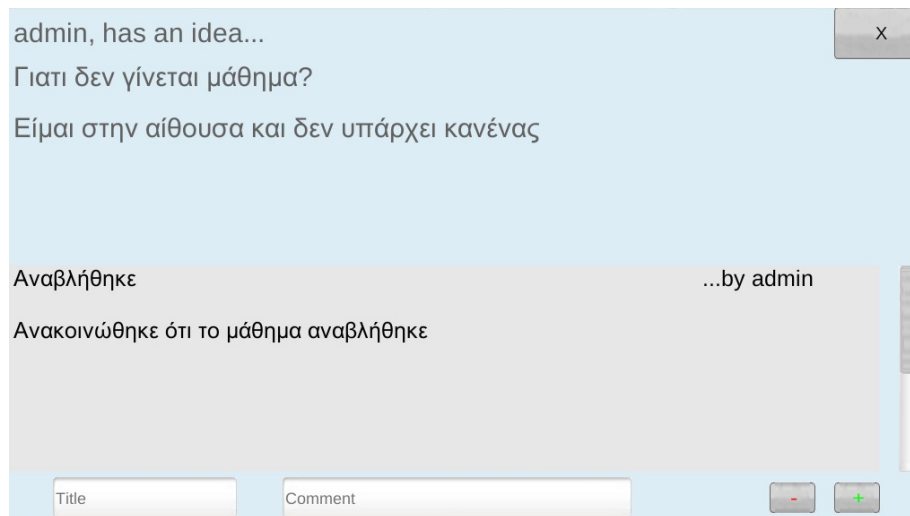 admin, has an idea...
X
Γιατι δεν γίνεται μάθημα?
Είμαι στην αίθουσα και δεν υπάρχει κανένας
Αναβλήθηκε ...by admin
Ανακοινώθηκε ότι το μάθημα αναβλήθηκε
Title Comment - +